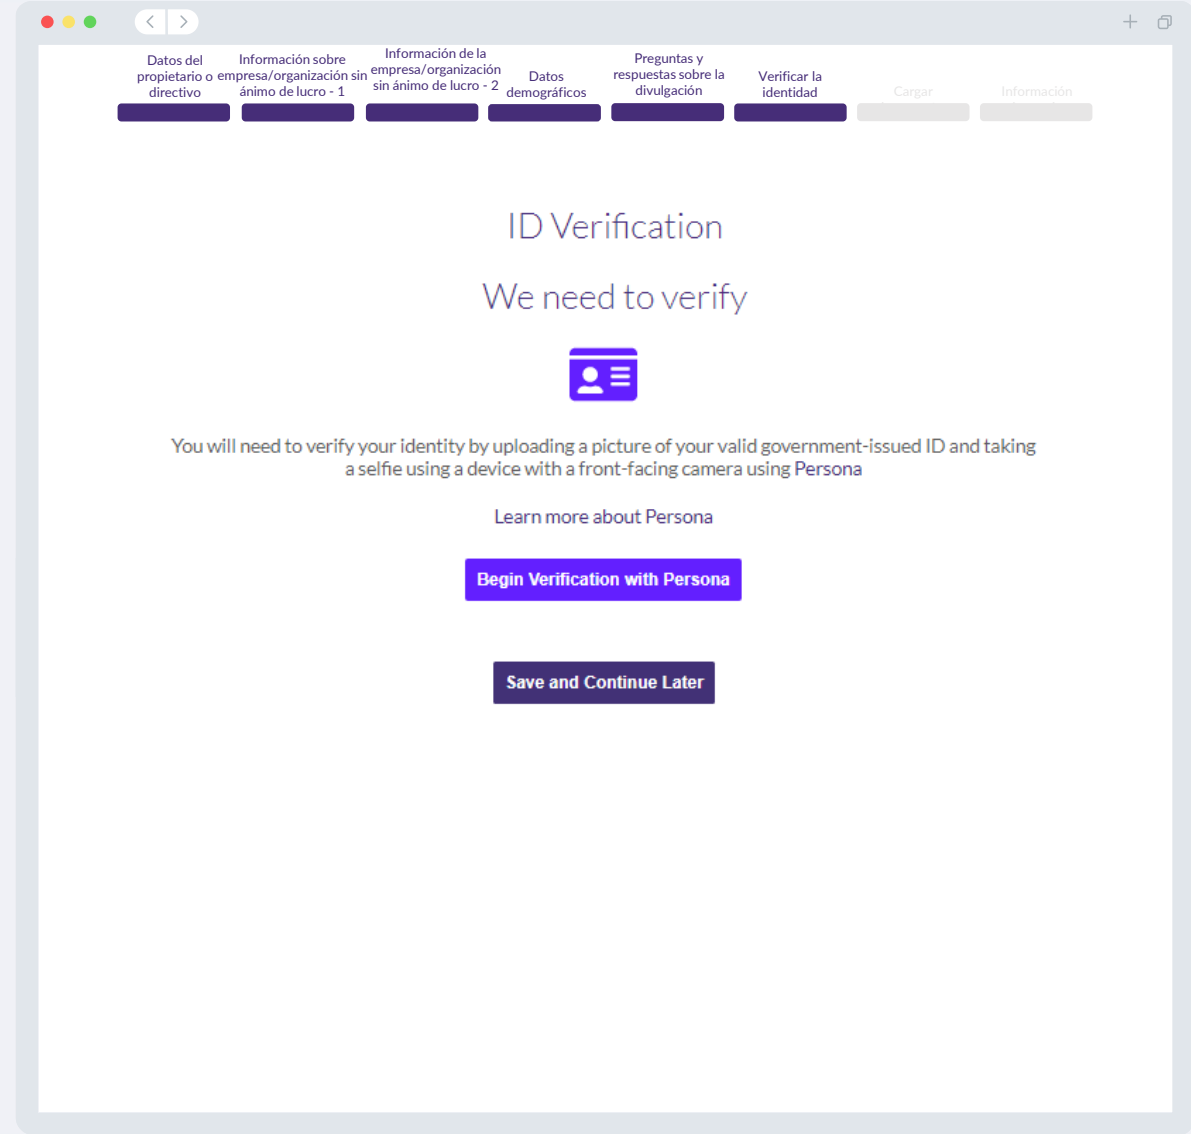 Datos del
propietario o
directivo
Información sobre
empresa/organización sin
ánimo de lucro - 1
Información de la
empresa/organización
sin ánimo de lucro - 2
Datos
demográficos
Preguntas y
respuestas sobre la
divulgación
Verificar la
identidad
Cargar
Información
ID Verification
We need to verify
You will need to verify your identity by uploading a picture of your valid government-issued ID and taking
a selfie using a device with a front-facing camera using Persona
Learn more about Persona
Begin Verification with Persona
Save and Continue Later